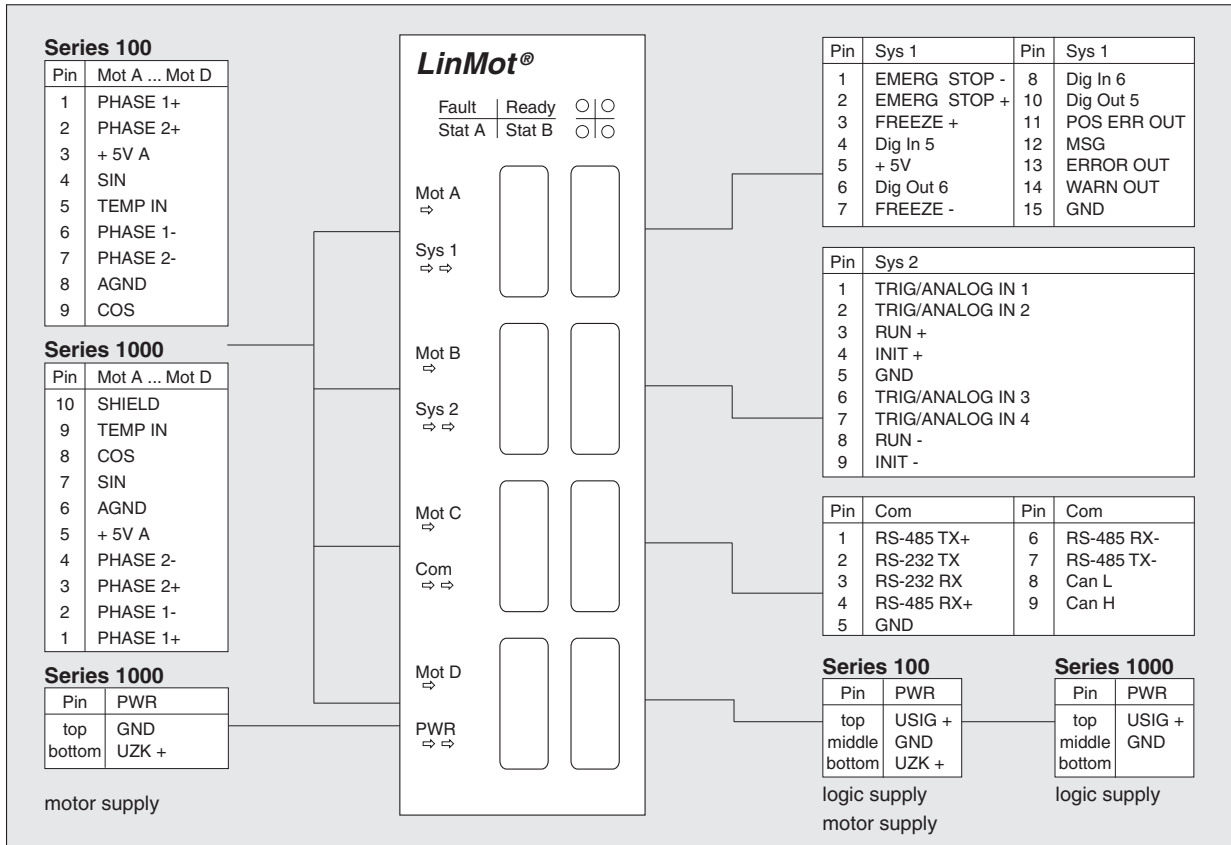 Series 100
Pin Mot A ... Mot D
1 PHASE 1+
2 PHASE 2+
3 + 5V A
4 SIN
5 TEMP IN
6 PHASE 1-
7 PHASE 2-
8 AGND
9 COS
Series 1000
Pin Mot A ... Mot D
10 SHIELD
9 TEMP IN
8 COS
7 SIN
6 AGND
5 + 5V A
4 PHASE 2-
3 PHASE 2+
2 PHASE 1-
1 PHASE 1+
Series 1000
Pin PWR
top GND
bottom UZK +
motor supply
LinMot®
Fault Ready
Stat A Stat B
Mot A
⇨
Sys 1
⇨ ⇨
Mot B
⇨
Sys 2
⇨ ⇨
Mot C
⇨
Com
⇨ ⇨
Mot D
⇨
PWR
⇨ ⇨
Pin Sys 1 Pin Sys 1
1 EMERG STOP - 8 Dig In 6
2 EMERG STOP + 10 Dig Out 5
3 FREEZE + 11 POS ERR OUT
4 Dig In 5 12 MSG
5 + 5V 13 ERROR OUT
6 Dig Out 6 14 WARN OUT
7 FREEZE - 15 GND
Pin Sys 2
1 TRIG/ANALOG IN 1
2 TRIG/ANALOG IN 2
3 RUN +
4 INIT +
5 GND
6 TRIG/ANALOG IN 3
7 TRIG/ANALOG IN 4
8 RUN -
9 INIT -
Pin Com Pin Com
1 RS-485 TX+ 6 RS-485 RX-
2 RS-232 TX 7 RS-485 TX-
3 RS-232 RX 8 Can L
4 RS-485 RX+ 9 Can H
5 GND
Series 100
Pin PWR
top USIG +
middle GND
bottom UZK +
logic supply
motor supply
Series 1000
Pin PWR
top USIG +
middle GND
bottom
logic supply